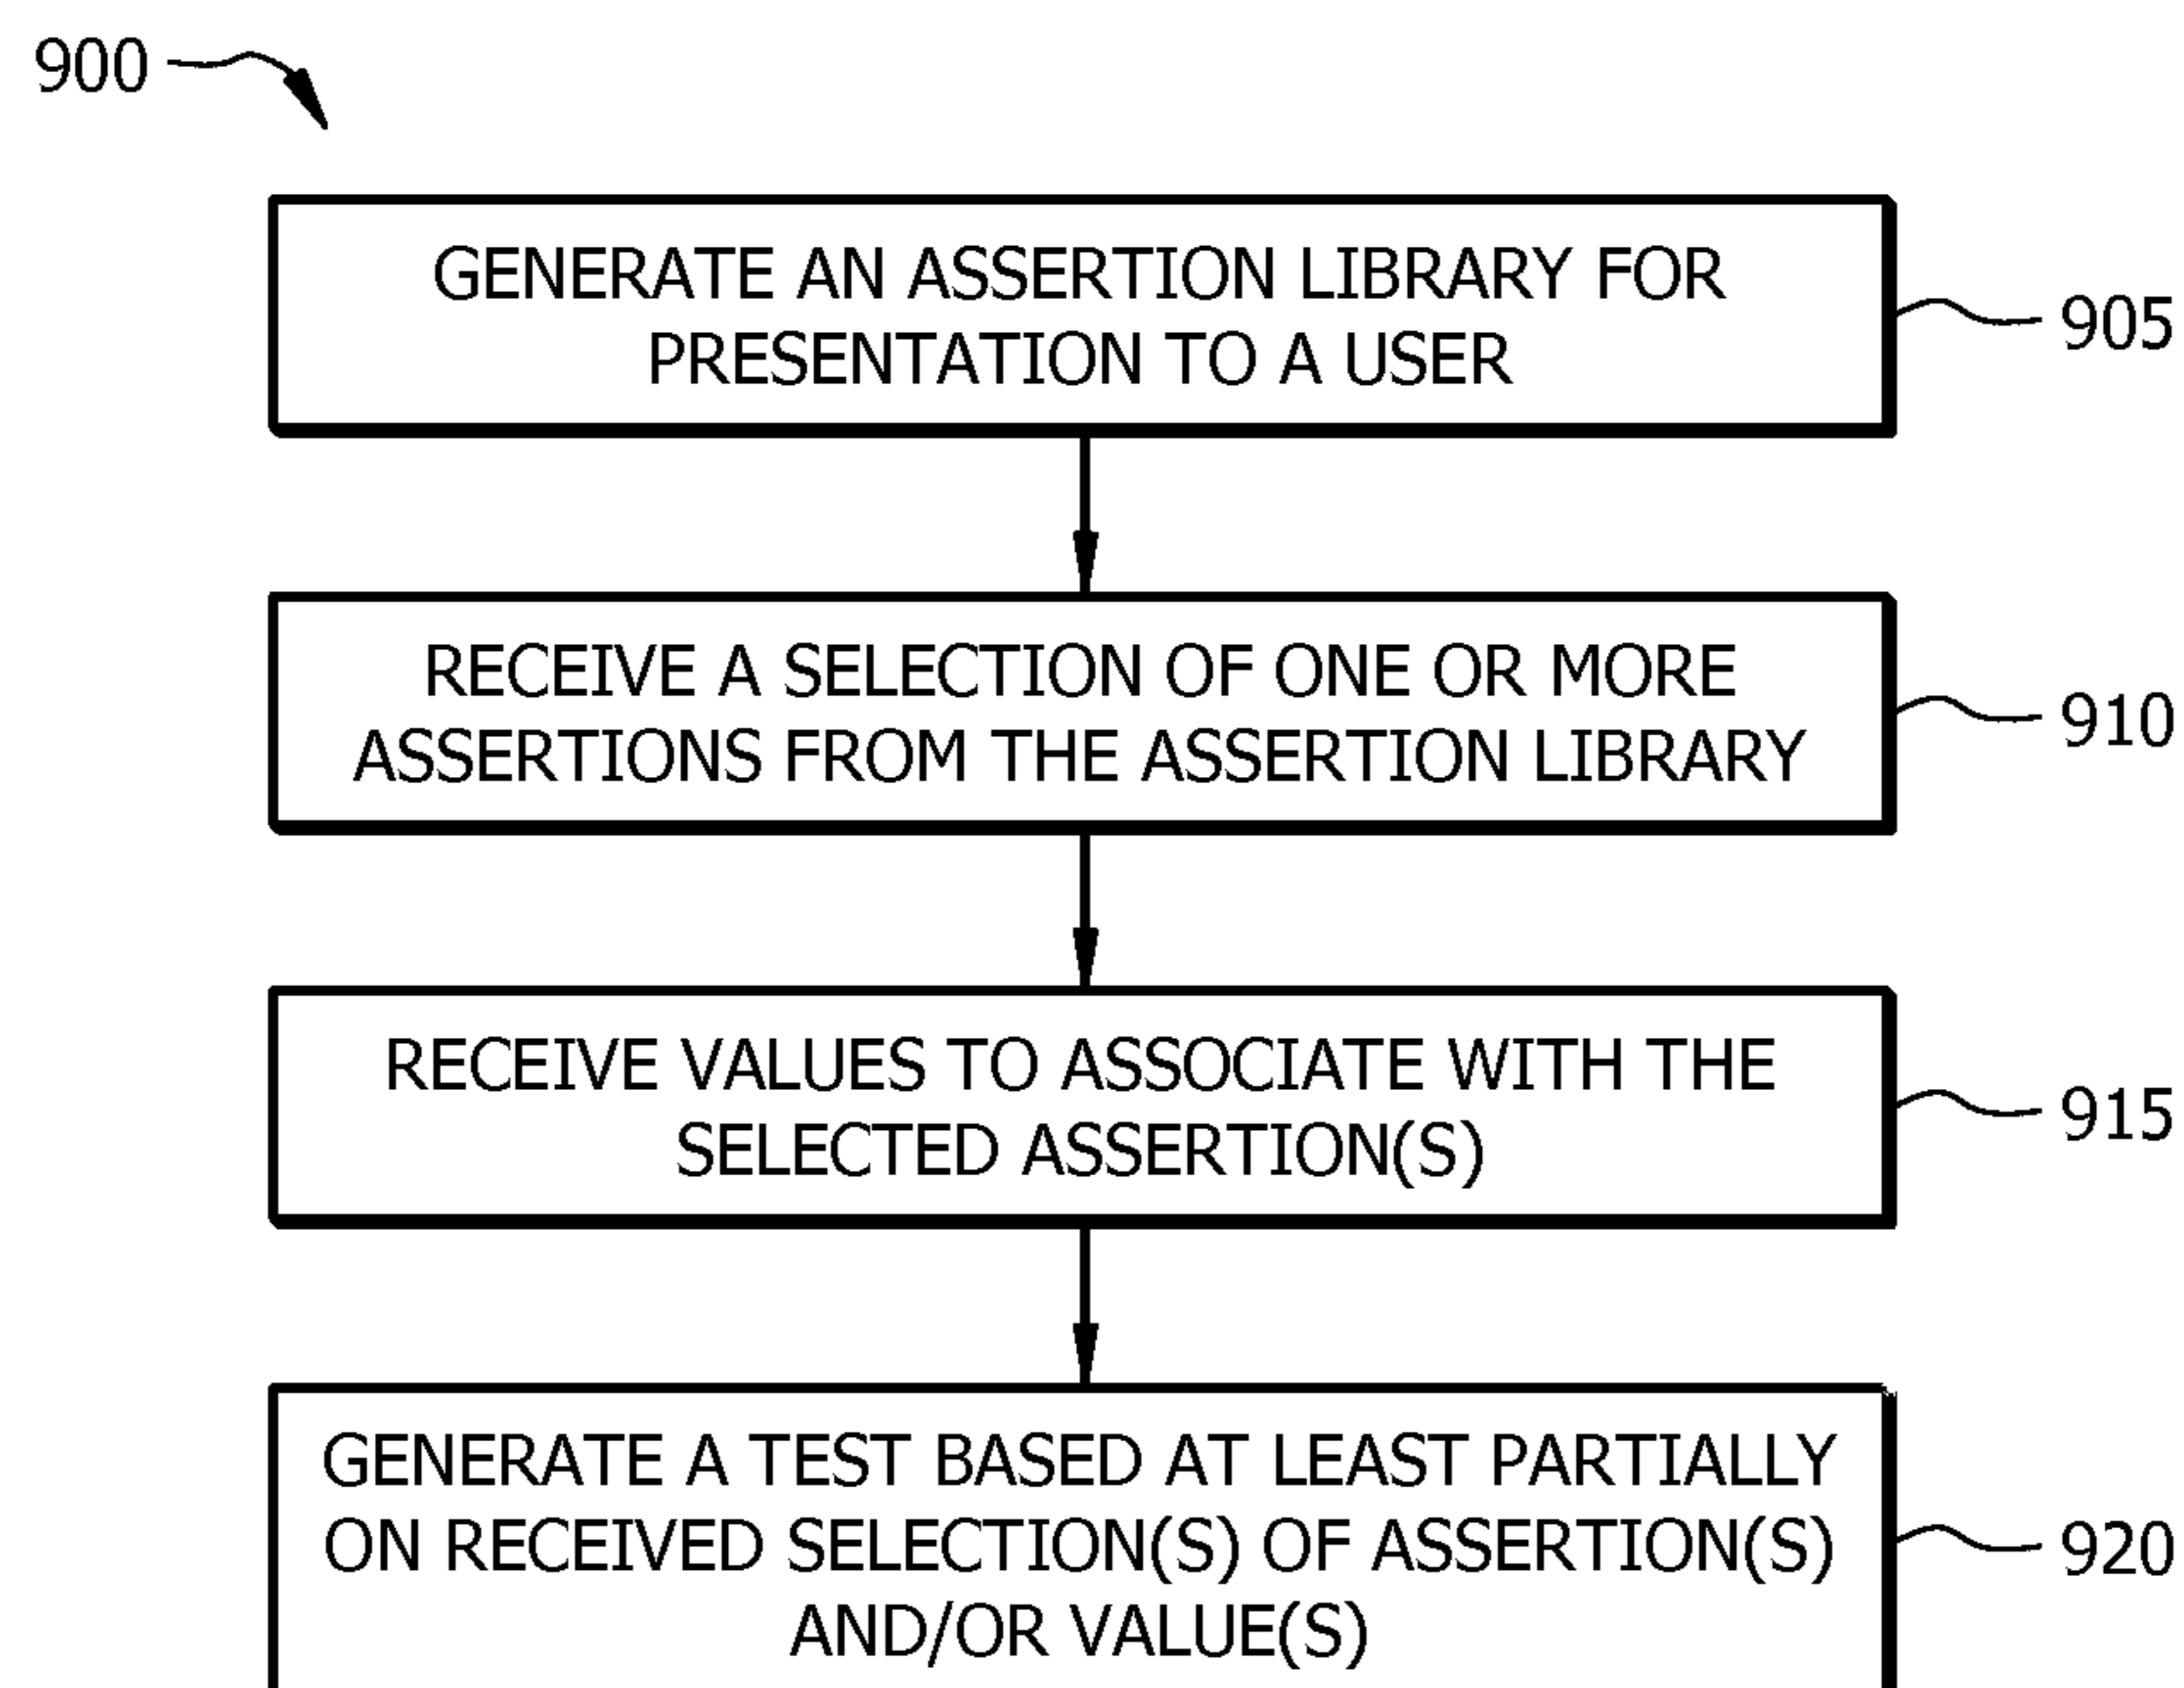 900
GENERATE AN ASSERTION LIBRARY FOR
PRESENTATION TO A USER
905
RECEIVE A SELECTION OF ONE OR MORE
ASSERTIONS FROM THE ASSERTION LIBRARY
910
RECEIVE VALUES TO ASSOCIATE WITH THE
SELECTED ASSERTION(S)
915
GENERATE A TEST BASED AT LEAST PARTIALLY
ON RECEIVED SELECTION(S) OF ASSERTION(S)
AND/OR VALUE(S)
920